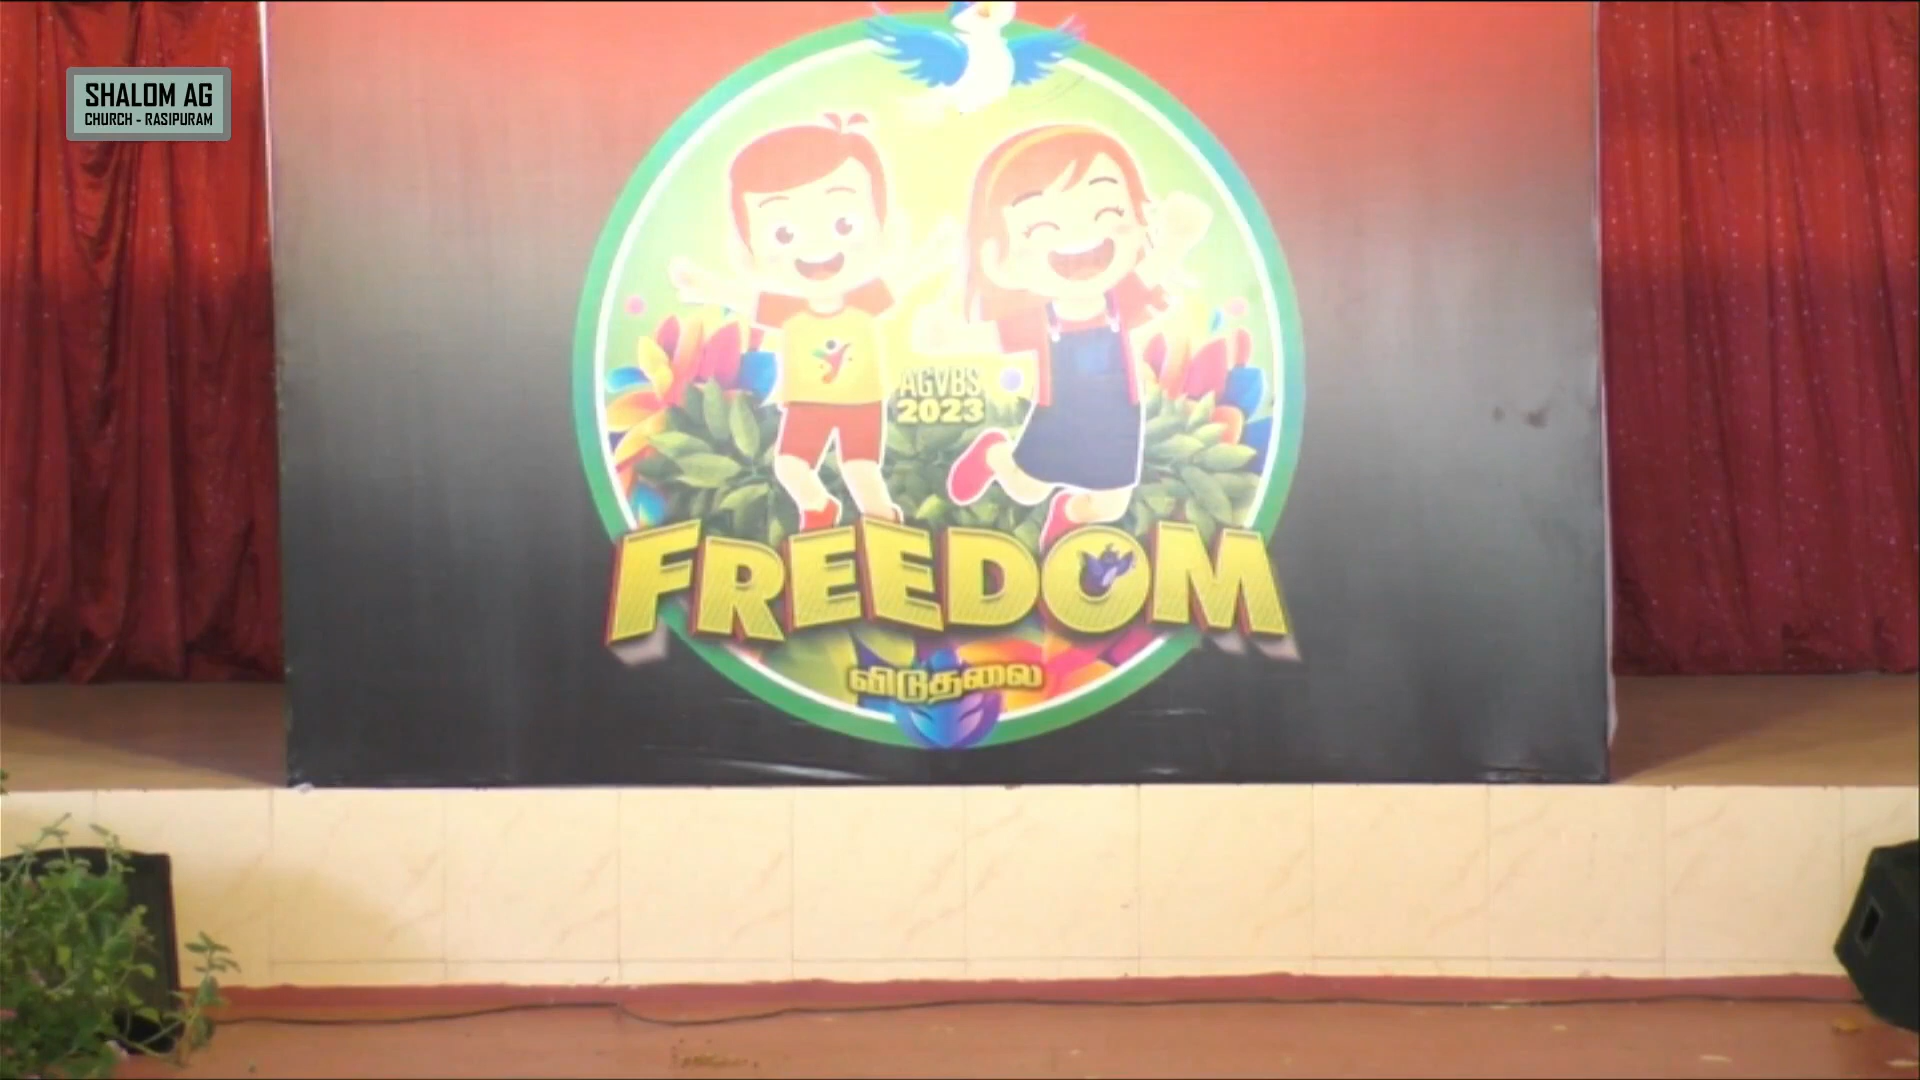 SHALOM AG
CHURCH - RASIPURAM
AGVBS
2023
FREEDOM
விடுதலை